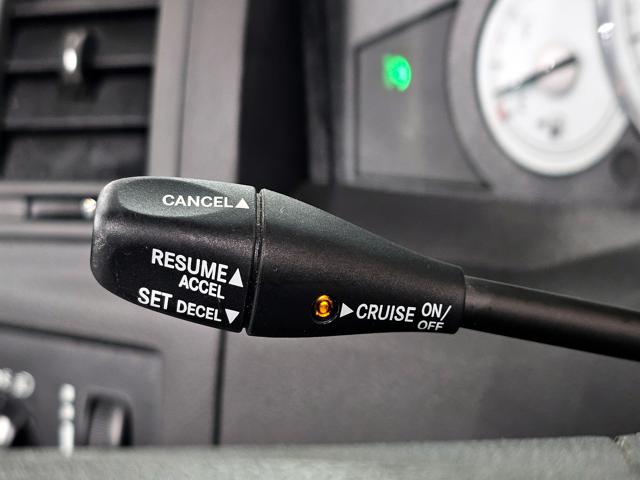 CANCEL▲
RESUME▲
ACCEL
SET DECEL▼
▶CRUISE ON/
OFF